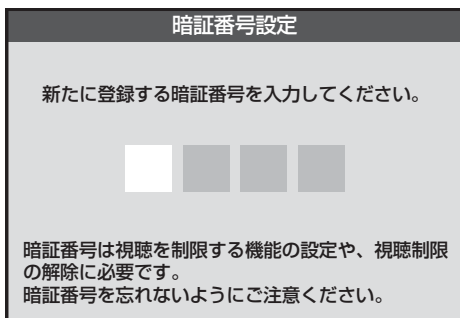 暗証番号設定
新たに登録する暗証番号を入力してください。
暗証番号は視聴を制限する機能の設定や、視聴制限
の解除に必要です。
暗証番号を忘れないようにご注意ください。